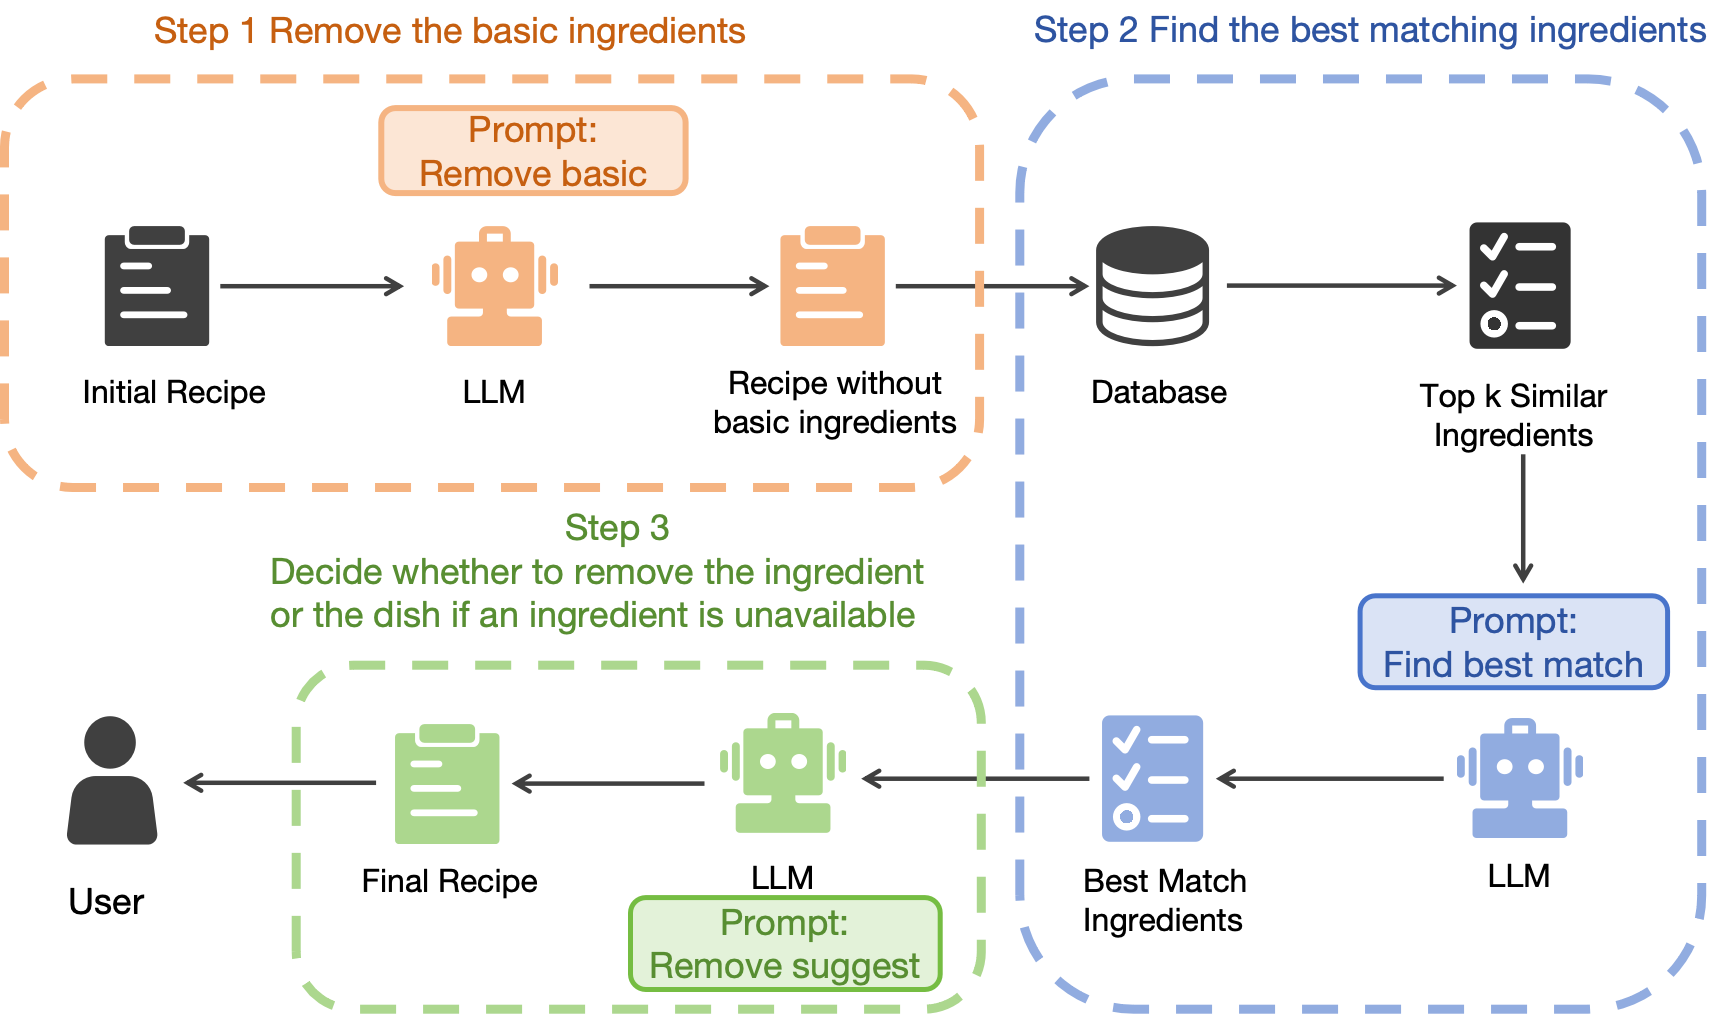 Step 1 Remove the basic ingredients
Prompt:
Remove basic
Initial Recipe
LLM
Recipe without
basic ingredients
Step 2 Find the best matching ingredients
Database
Top k Similar
Ingredients
Prompt:
Find best match
LLM
Best Match
Ingredients
Step 3
Decide whether to remove the ingredient
or the dish if an ingredient is unavailable
LLM
Prompt:
Remove suggest
Final Recipe
User